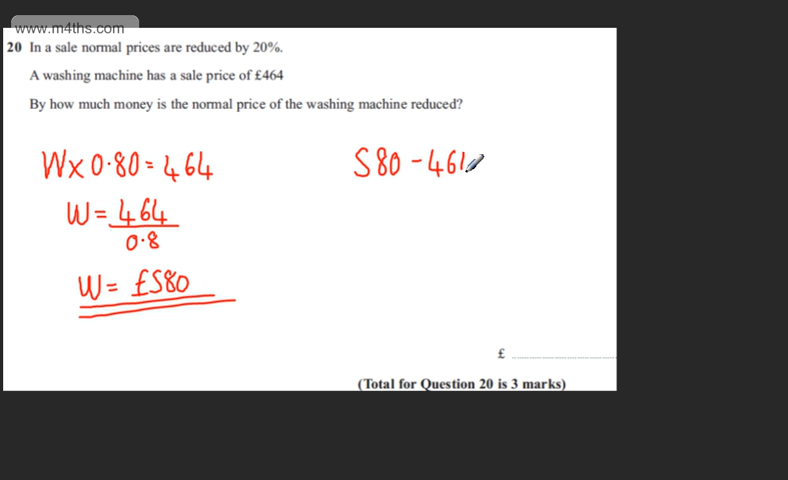 www.m4ths.com
20 In a sale normal prices are reduced by 20%.
A washing machine has a sale price of £464
By how much money is the normal price of the washing machine reduced?
W x 0.80 = 464
580 - 464
W = 464
0.8
W = £580
£ ....................
(Total for Question 20 is 3 marks)